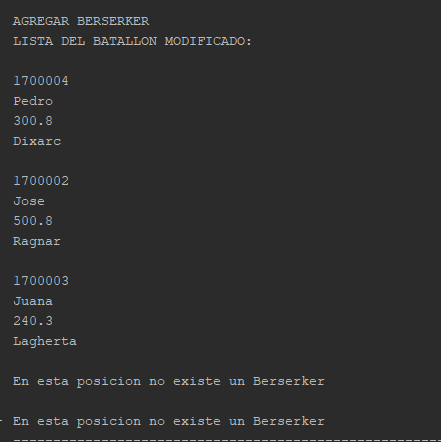 AGREGAR BERSERKER
LISTA DEL BATALLON MODIFICADO:
1700004
Pedro
300.8
Dixarc
1700002
Jose
500.8
Ragnar
1700003
Juana
240.3
Lagherta
En esta posicion no existe un Berserker
En esta posicion no existe un Berserker